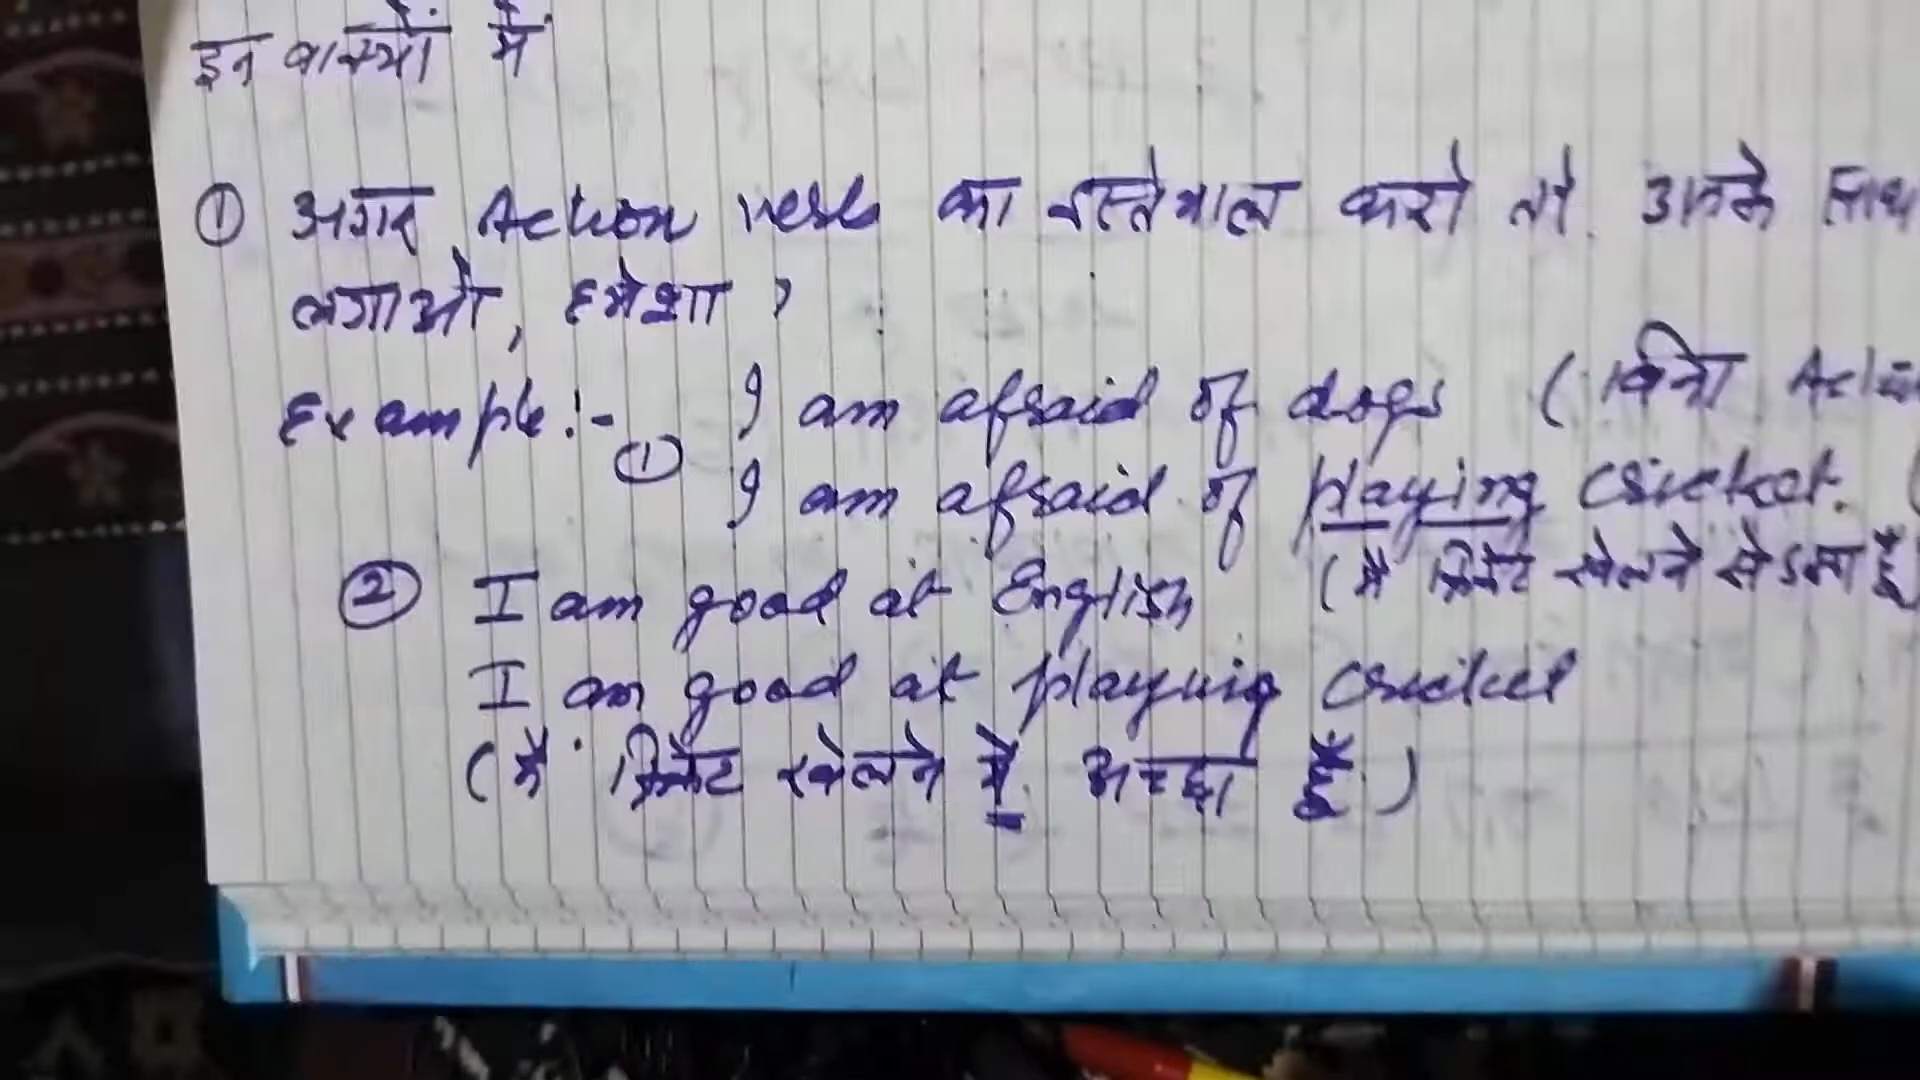 इन वाक्यों में
① अगर Action verb का इस्तेमाल करो तो उनके साथ
लगाओ, हमेशा,
Example:- ① I am afraid of dogs (बिना Action
I am afraid of playing cricket. (
(मैं क्रिकेट खेलने से डरता हूँ)
② I am good at English
I am good at playing cricket
(मैं क्रिकेट खेलने में अच्छा हूँ)